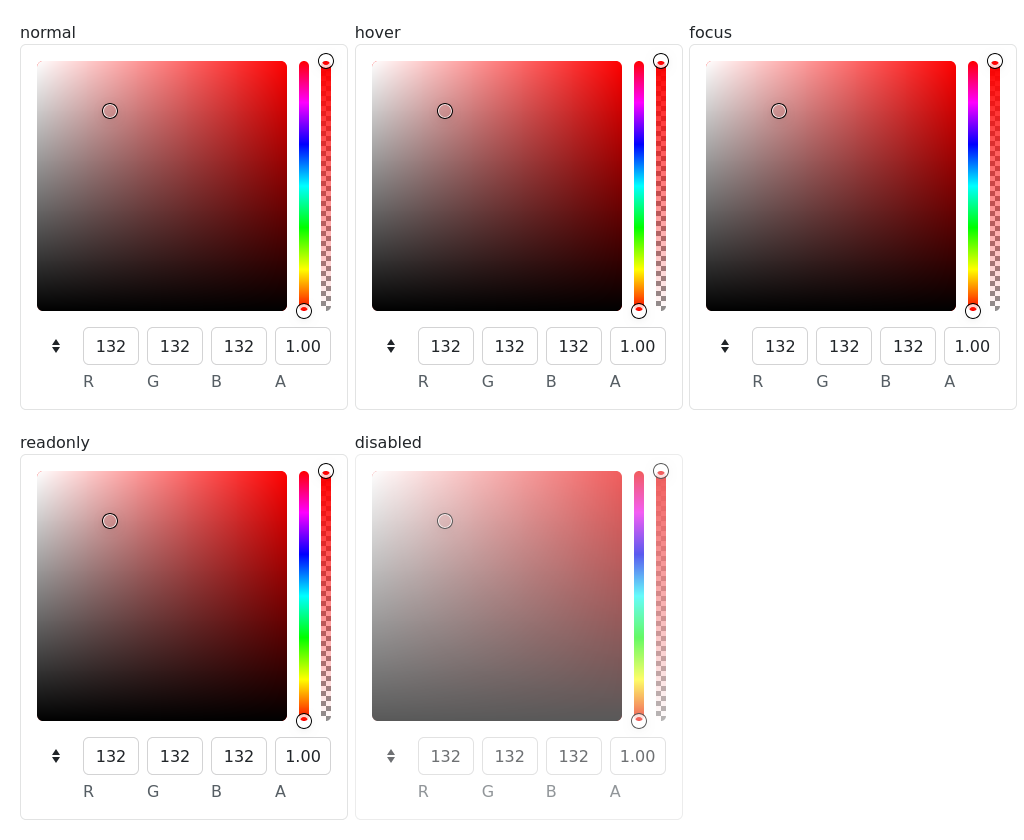 normal hover focus
132 132 132 1.00 132 132 132 1.00 132 132 132 1.00
R G B A R G B A R G B A
readonly disabled
132 132 132 1.00 132 132 132 1.00
R G B A R G B A